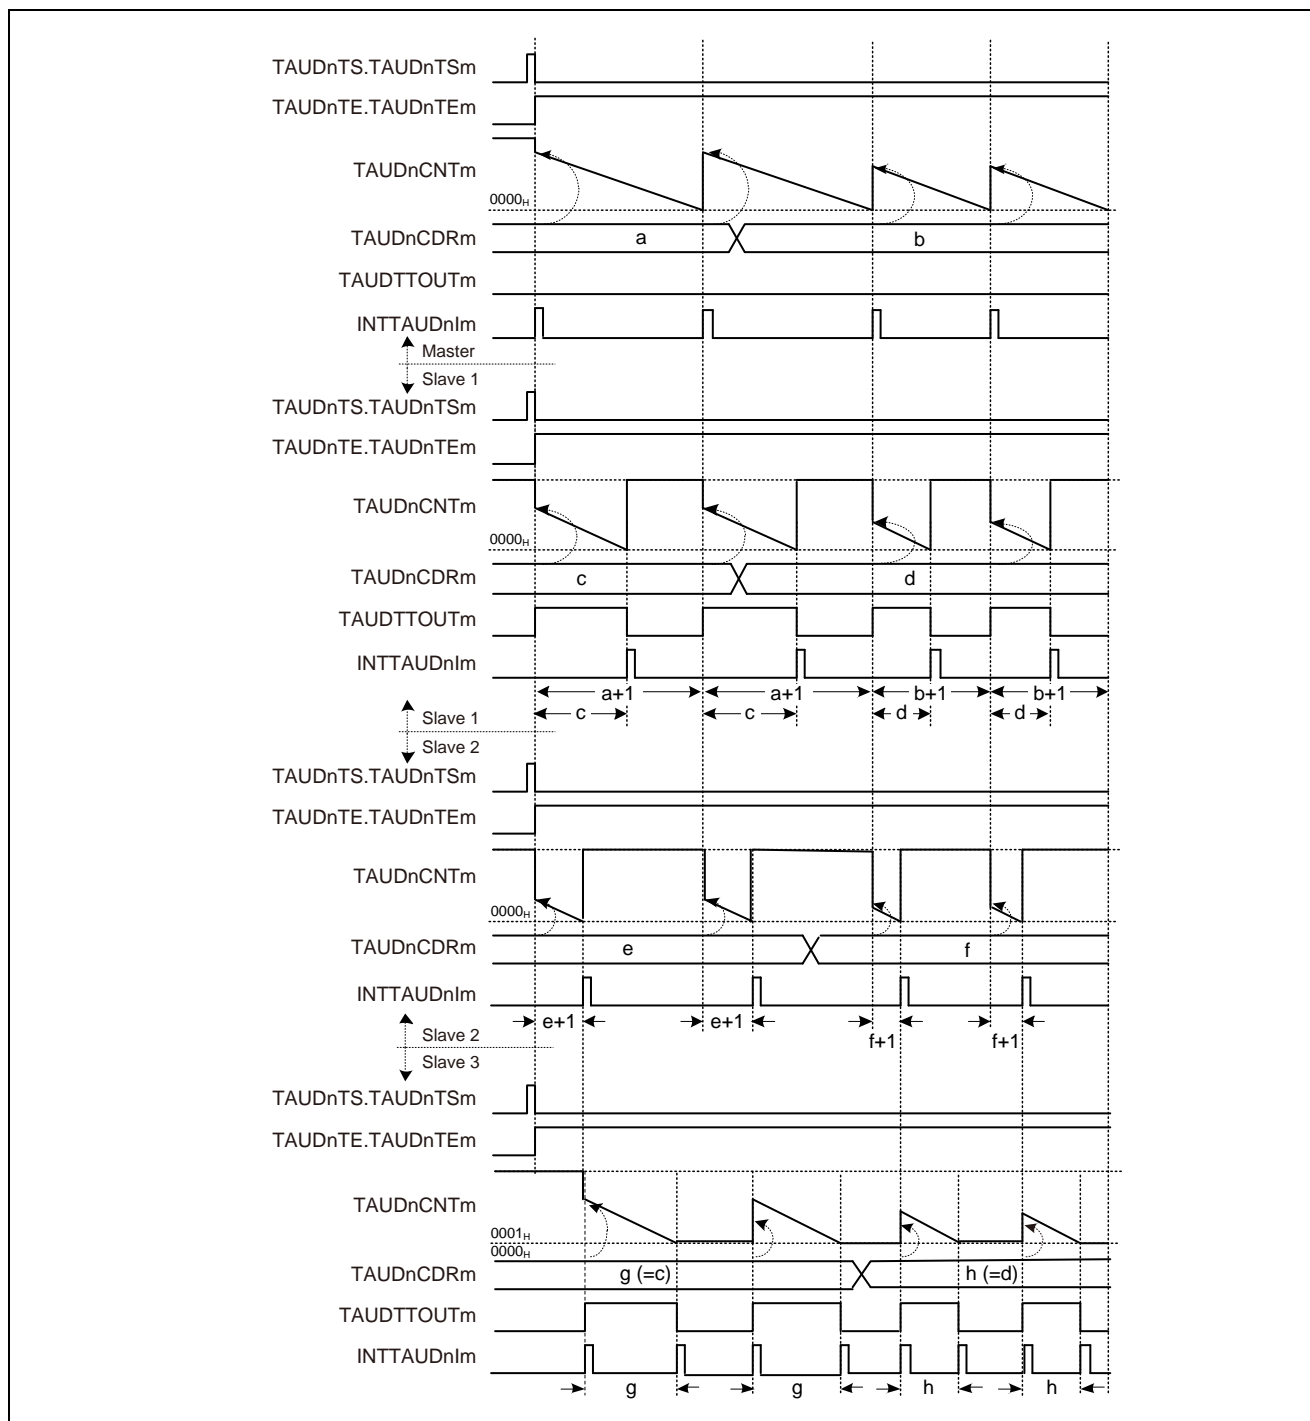 TAUDnTS.TAUDnTSm
TAUDnTE.TAUDnTEm
TAUDnCNTm
0000H
TAUDnCDRm a b
TAUDTTOUTm
INTTAUDnIm
Master
Slave 1
TAUDnTS.TAUDnTSm
TAUDnTE.TAUDnTEm
TAUDnCNTm
0000H
TAUDnCDRm c d
TAUDTTOUTm
INTTAUDnIm
a+1 a+1 b+1 b+1
c c d d
Slave 1
Slave 2
TAUDnTS.TAUDnTSm
TAUDnTE.TAUDnTEm
TAUDnCNTm
0000H
TAUDnCDRm e f
INTTAUDnIm
e+1 e+1 f+1 f+1
Slave 2
Slave 3
TAUDnTS.TAUDnTSm
TAUDnTE.TAUDnTEm
TAUDnCNTm
0001H
0000H
TAUDnCDRm g (=c) h (=d)
TAUDTTOUTm
INTTAUDnIm
g g h h